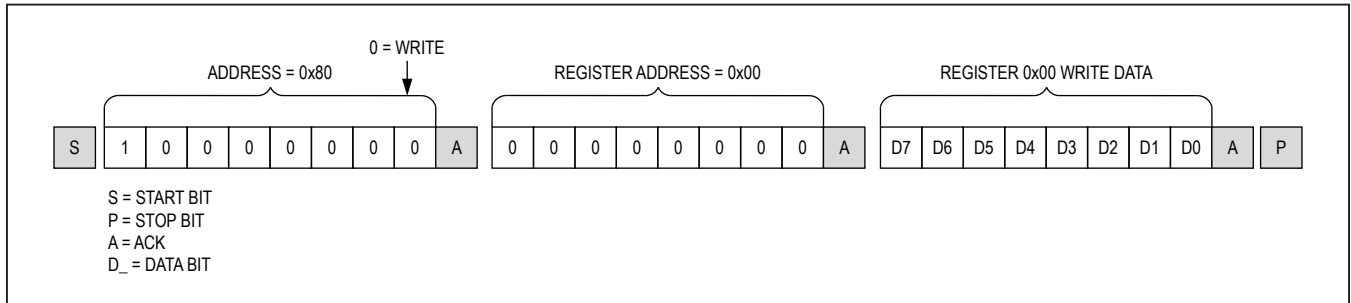 0 = WRITE
ADDRESS = 0x80 REGISTER ADDRESS = 0x00 REGISTER 0x00 WRITE DATA
S 1 0 0 0 0 0 0 0 A 0 0 0 0 0 0 0 0 A D7 D6 D5 D4 D3 D2 D1 D0 A P
S = START BIT
P = STOP BIT
A = ACK
D_ = DATA BIT